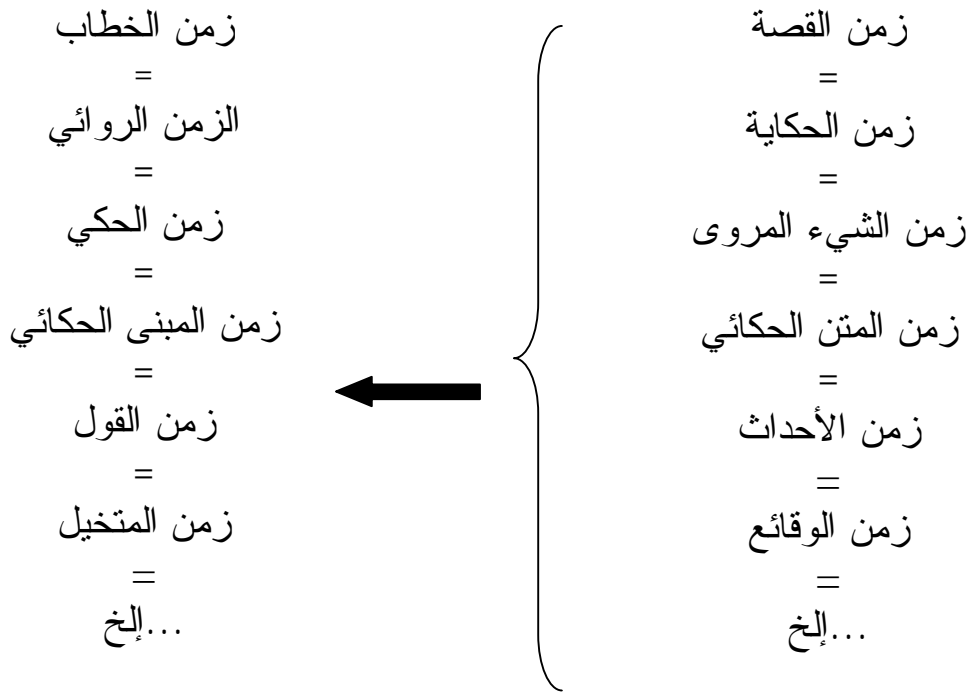 زمن القصة
=
زمن الحكاية
=
زمن الشيء المروى
=
زمن المتن الحكائي
=
زمن الأحداث
=
زمن الوقائع
=
...إلخ
زمن الخطاب
=
الزمن الروائي
=
زمن الحكي
=
زمن المبنى الحكائي
=
زمن القول
=
زمن المتخيل
=
...إلخ